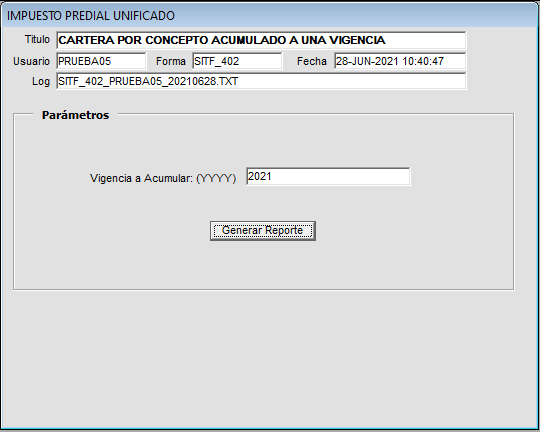 IMPUESTO PREDIAL UNIFICADO
Titulo CARTERA POR CONCEPTO ACUMULADO A UNA VIGENCIA
Usuario PRUEBA05 Forma SITF_402 Fecha 28-JUN-2021 10:40:47
Log SITF_402_PRUEBA05_20210628.TXT
Parámetros
Vigencia a Acumular: (YYYY) 2021
Generar Reporte